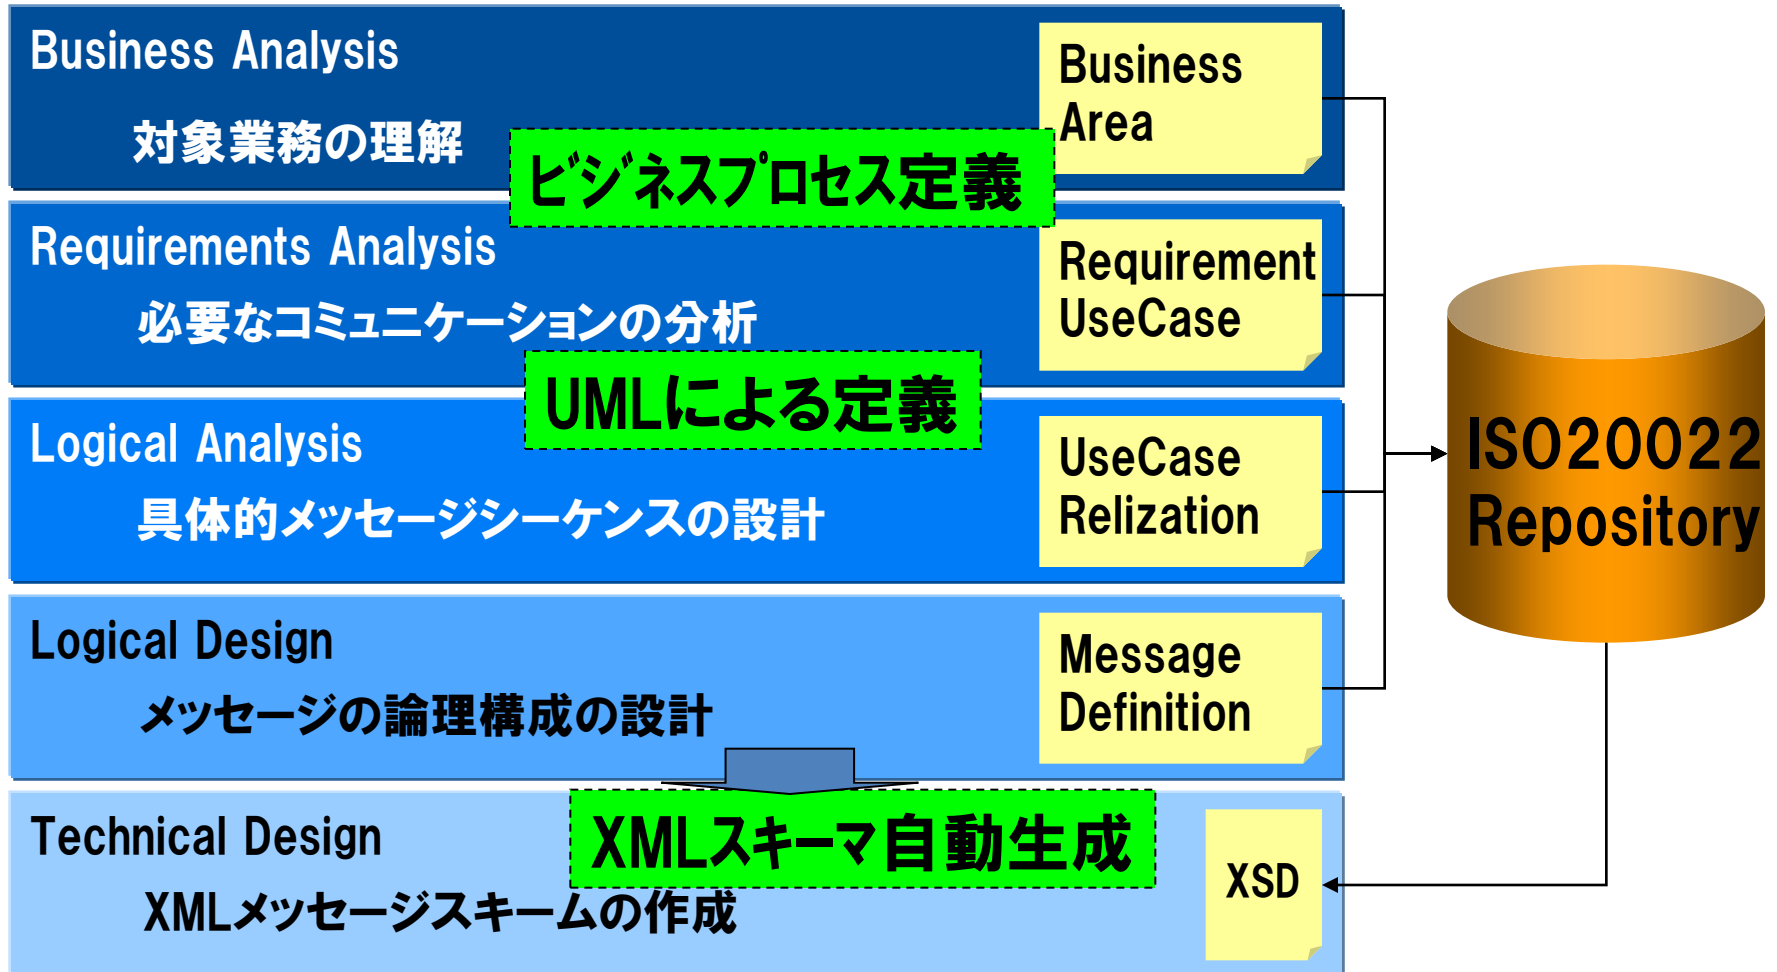 Business Analysis
対象業務の理解
Business
Area
ビジネスプロセス定義
Requirements Analysis
必要なコミュニケーションの分析
Requirement
UseCase
UMLによる定義
Logical Analysis
具体的メッセージシーケンスの設計
UseCase
Relization
ISO20022
Repository
Logical Design
メッセージの論理構成の設計
Message
Definition
Technical Design
XMLスキーマ自動生成
XMLメッセージスキームの作成
XSD